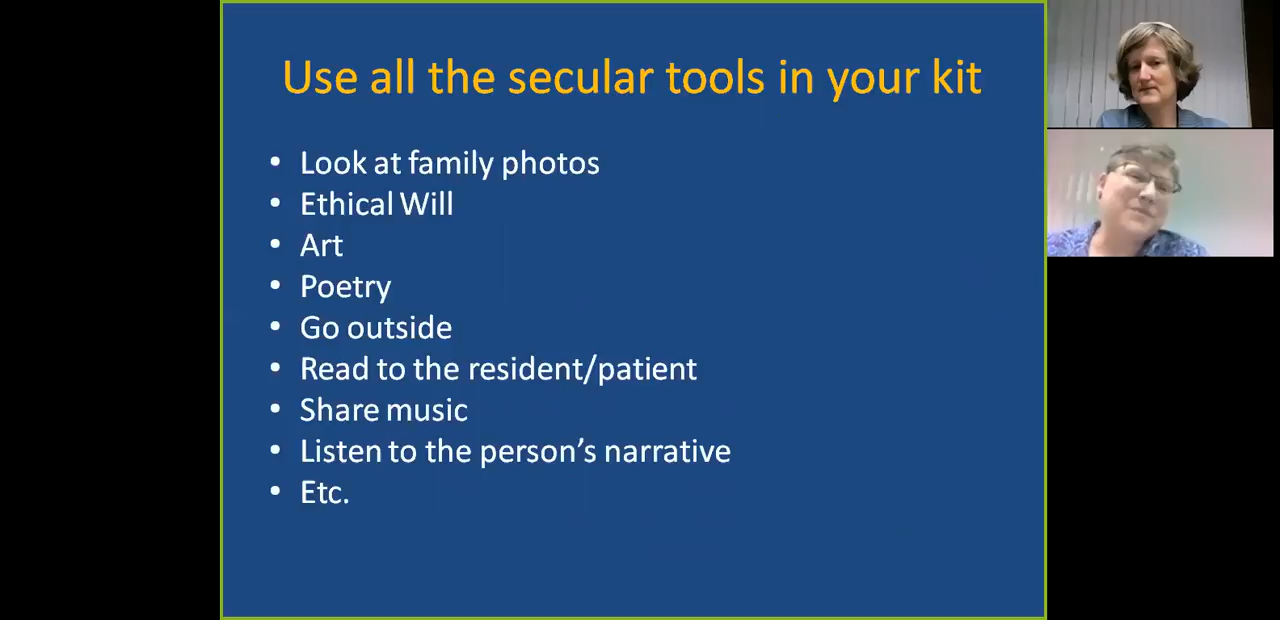 Use all the secular tools in your kit
• Look at family photos
• Ethical Will
• Art
• Poetry
• Go outside
• Read to the resident/patient
• Share music
• Listen to the person’s narrative
• Etc.